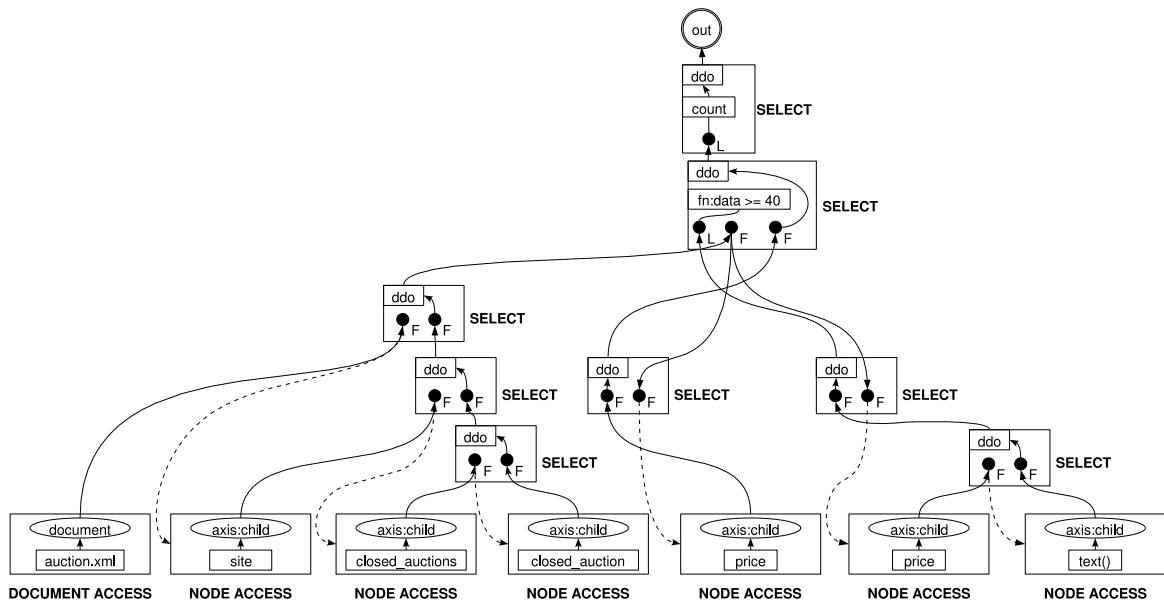 out
ddo
count
L
SELECT
ddo
fn:data >= 40
L F F
SELECT
ddo
F F
SELECT
ddo
F F
SELECT
ddo
F F
SELECT
ddo
F F
SELECT
ddo
F F
SELECT
ddo
F F
SELECT
document axis:child axis:child axis:child axis:child axis:child axis:child
auction.xml site closed_auctions closed_auction price price text()
DOCUMENT ACCESS NODE ACCESS NODE ACCESS NODE ACCESS NODE ACCESS NODE ACCESS NODE ACCESS